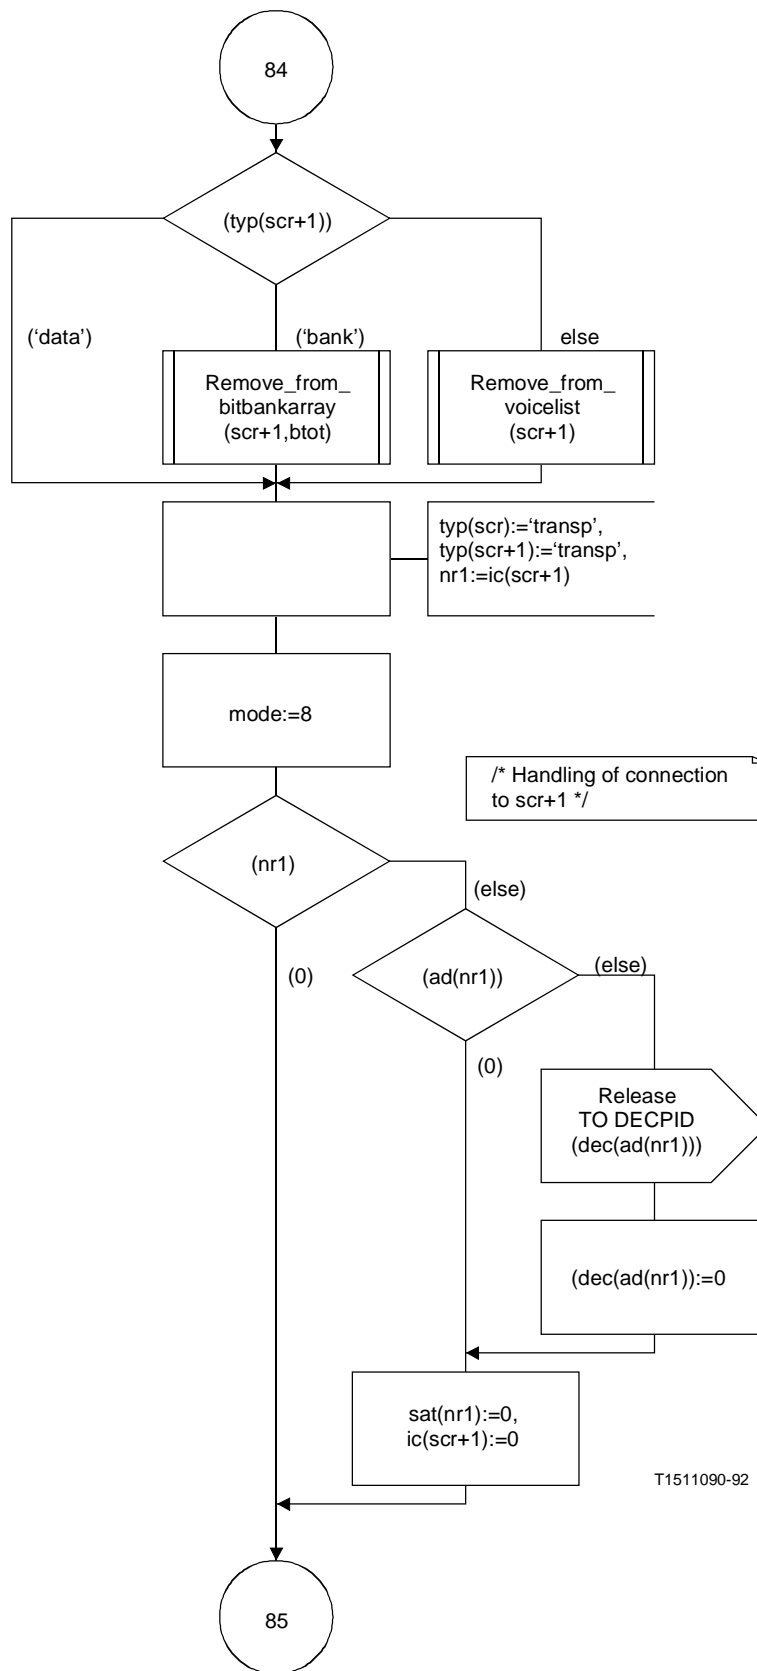 84
(typ(scr+1))
(‘data’)
(‘bank’)
else
Remove_from_
bitbankarray
(scr+1,btot)
Remove_from_
voicelist
(scr+1)
typ(scr):=‘transp’,
typ(scr+1):=‘transp’,
nr1:=ic(scr+1)
mode:=8
/* Handling of connection
to scr+1 */
(nr1)
(else)
(0)
(ad(nr1))
(else)
(0)
Release
TO DECPID
(dec(ad(nr1)))
(dec(ad(nr1)):=0
sat(nr1):=0,
ic(scr+1):=0
T1511090-92
85